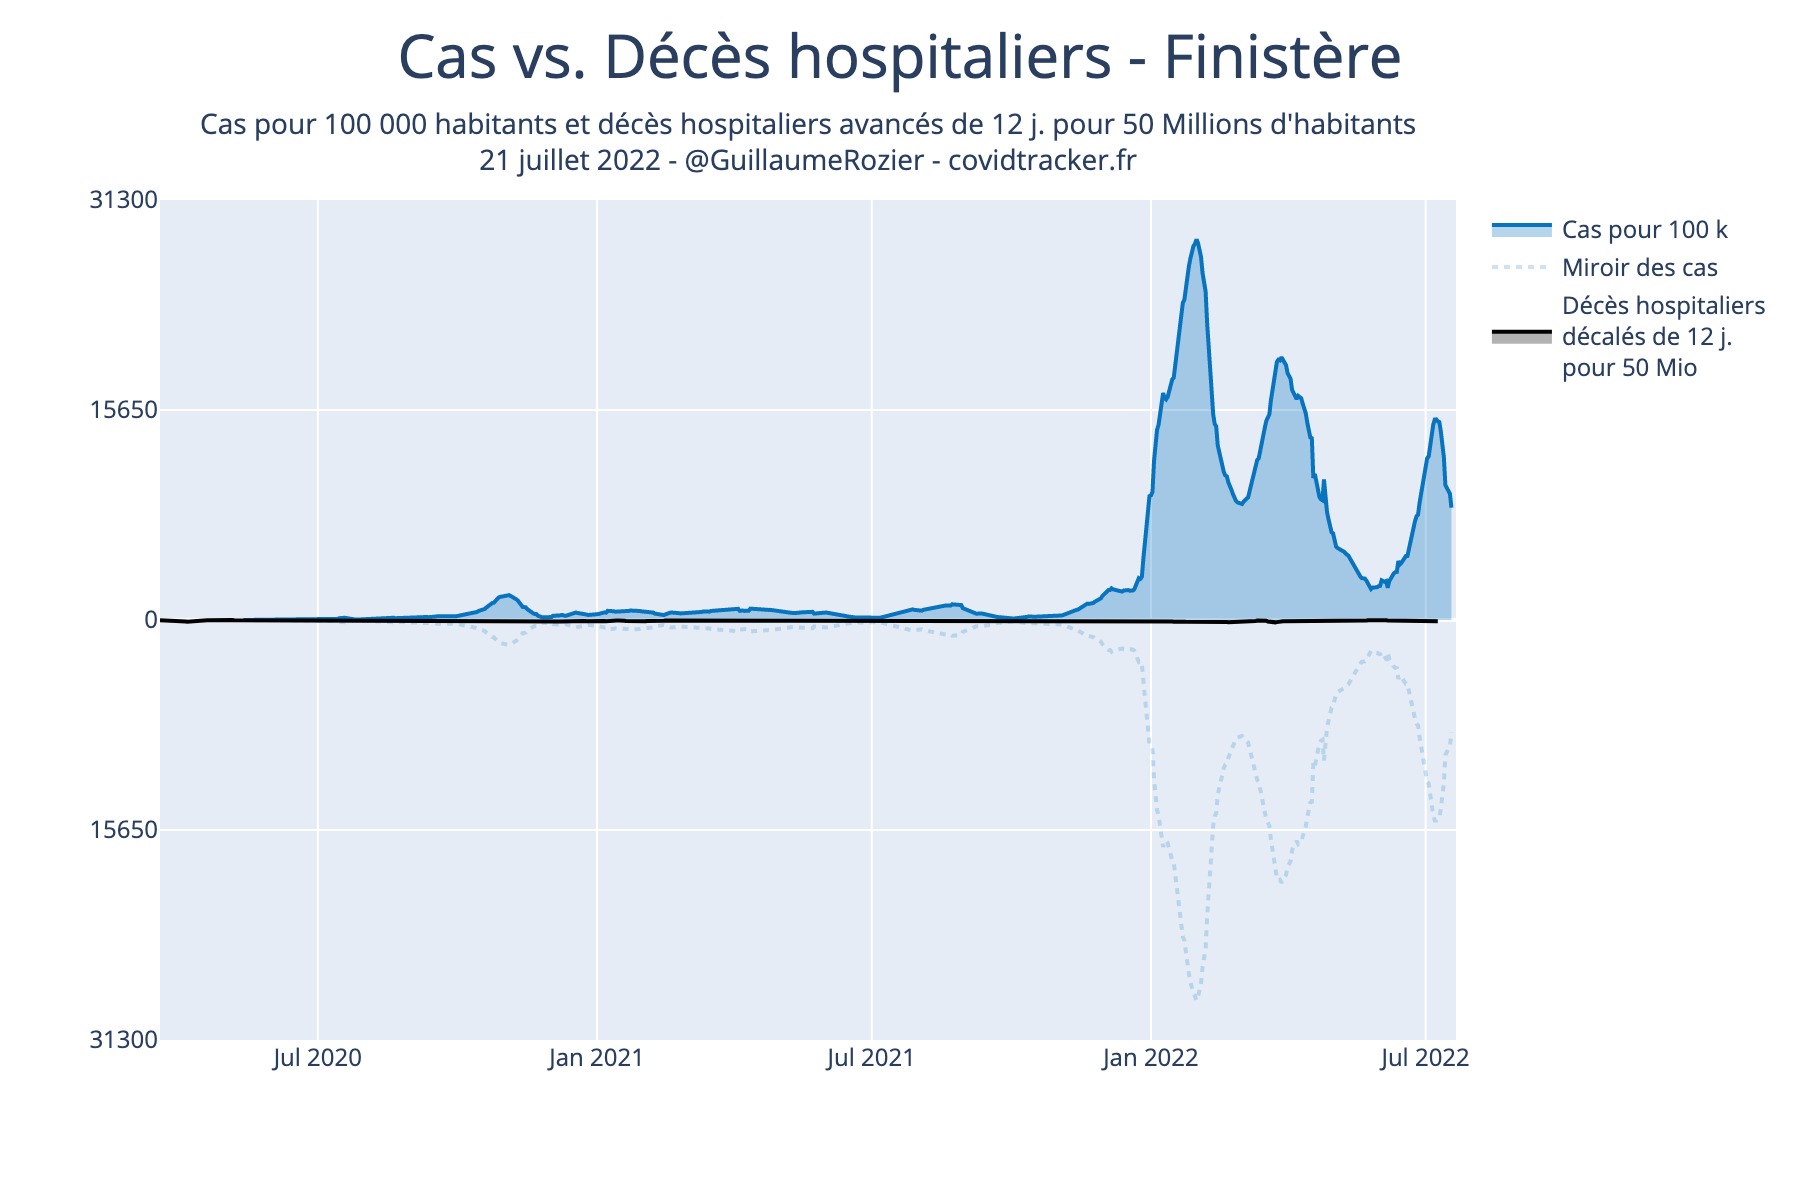 Cas vs. Décès hospitaliers - Finistère
Cas pour 100 000 habitants et décès hospitaliers avancés de 12 j. pour 50 Millions d'habitants
21 juillet 2022 - @GuillaumeRozier - covidtracker.fr
31300
15650
0
15650
31300
Jul 2020
Jan 2021
Jul 2021
Jan 2022
Jul 2022
Cas pour 100 k
Miroir des cas
Décès hospitaliers
décalés de 12 j.
pour 50 Mio